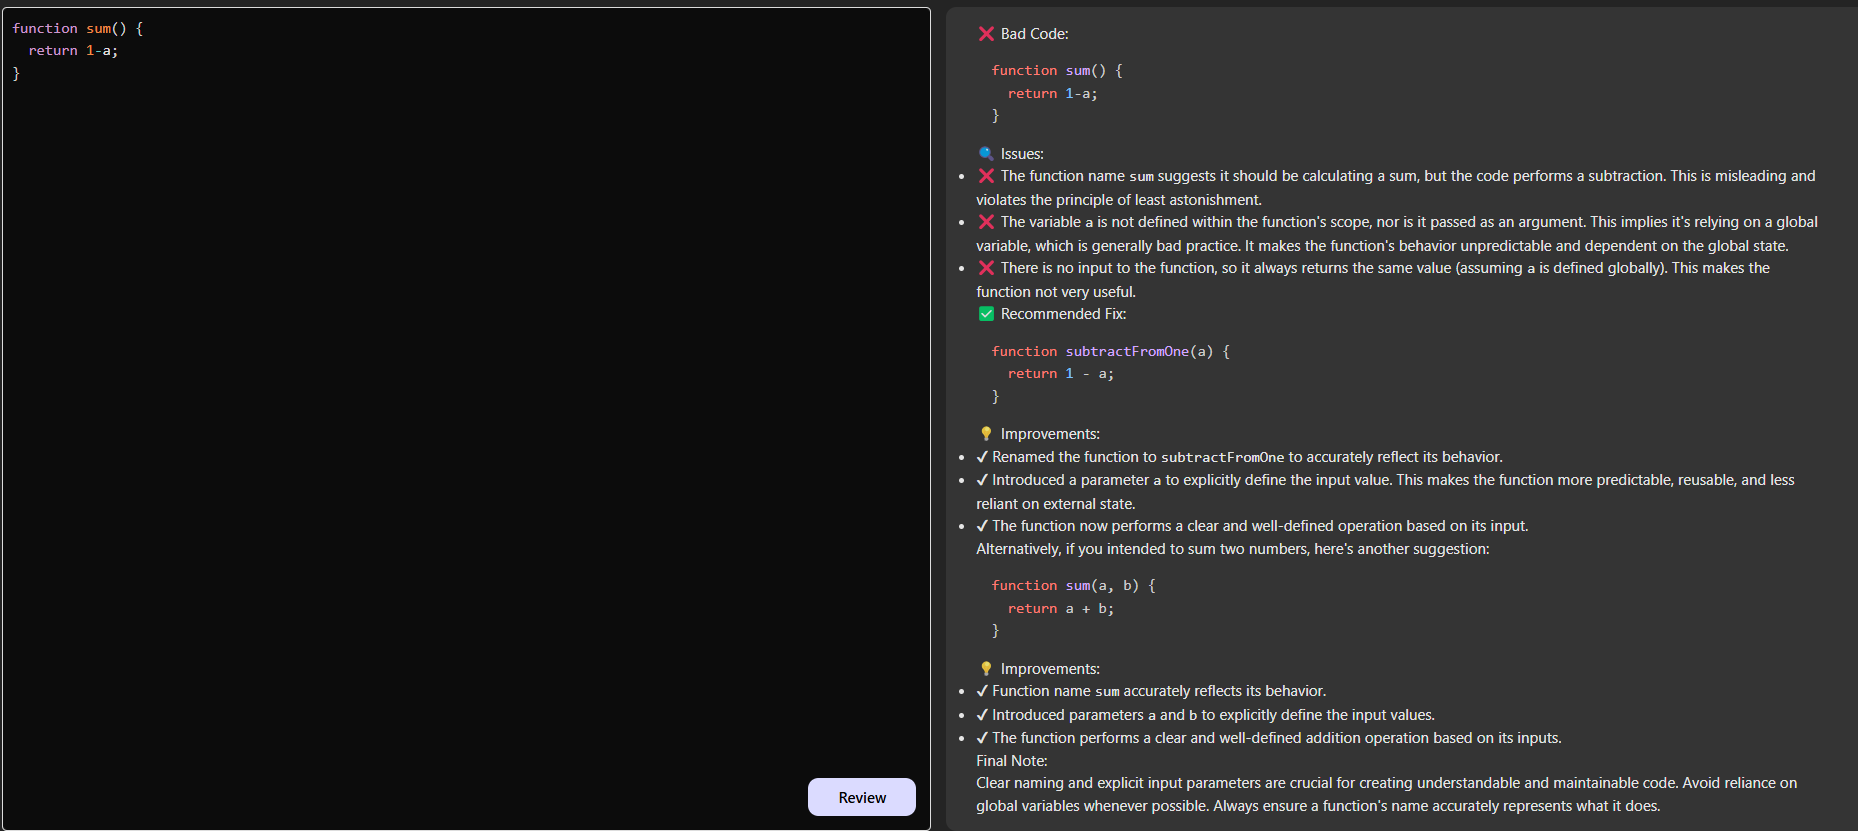 function sum() {
  return 1-a;
}
Review
❌ Bad Code:
function sum() {
  return 1-a;
}
🔍 Issues:
• ❌ The function name sum suggests it should be calculating a sum, but the code performs a subtraction. This is misleading and
violates the principle of least astonishment.
• ❌ The variable a is not defined within the function's scope, nor is it passed as an argument. This implies it's relying on a global
variable, which is generally bad practice. It makes the function's behavior unpredictable and dependent on the global state.
• ❌ There is no input to the function, so it always returns the same value (assuming a is defined globally). This makes the
function not very useful.
✅ Recommended Fix:
function subtractFromOne(a) {
  return 1 - a;
}
💡 Improvements:
• ✔ Renamed the function to subtractFromOne to accurately reflect its behavior.
• ✔ Introduced a parameter a to explicitly define the input value. This makes the function more predictable, reusable, and less
reliant on external state.
• ✔ The function now performs a clear and well-defined operation based on its input.
Alternatively, if you intended to sum two numbers, here's another suggestion:
function sum(a, b) {
  return a + b;
}
💡 Improvements:
• ✔ Function name sum accurately reflects its behavior.
• ✔ Introduced parameters a and b to explicitly define the input values.
• ✔ The function performs a clear and well-defined addition operation based on its inputs.
Final Note:
Clear naming and explicit input parameters are crucial for creating understandable and maintainable code. Avoid reliance on
global variables whenever possible. Always ensure a function's name accurately represents what it does.